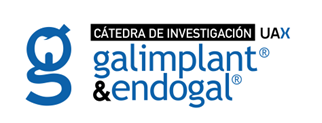 CÁTEDRA DE INVESTIGACIÓN UAX
galimplant®
&endogal®